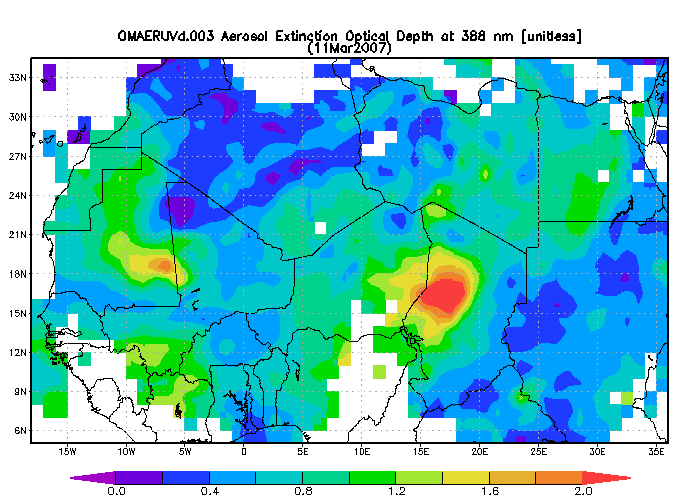 OMAERUVd.003 Aerosol Extinction Optical Depth at 388 nm [unitless]
(11Mar2007)
33N
30N
27N
24N
21N
18N
15N
12N
9N
6N
15W 10W 5W 0 5E 10E 15E 20E 25E 30E 35E
0.0 0.4 0.8 1.2 1.6 2.0